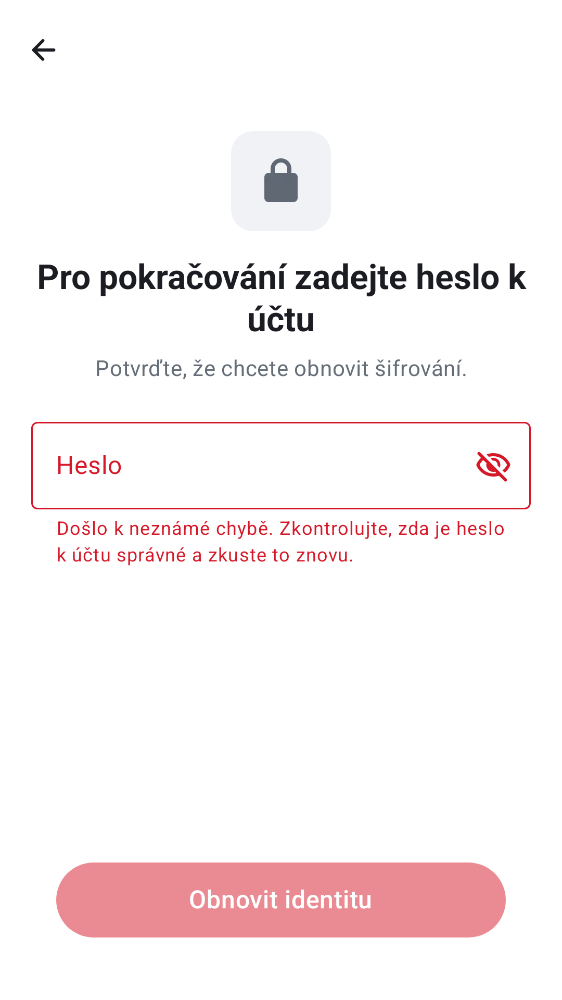 Pro pokračování zadejte heslo k
účtu
Potvrďte, že chcete obnovit šifrování.
Heslo
Došlo k neznámé chybě. Zkontrolujte, zda je heslo
k účtu správné a zkuste to znovu.
Obnovit identitu